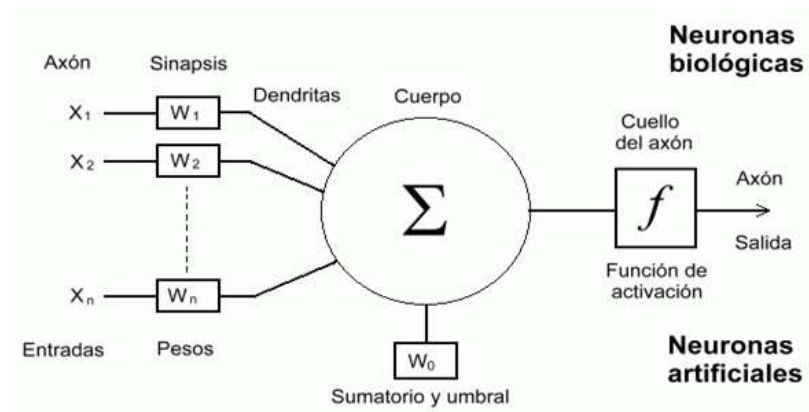 Neuronas
biológicas
Axón
Sinapsis
Dendritas
Cuerpo
Cuello
del axón
X1
W1
X2
W2
Σ
f
Axón
Salida
Xn
Wn
Función de
activación
Entradas
Pesos
W0
Sumatorio y umbral
Neuronas
artificiales